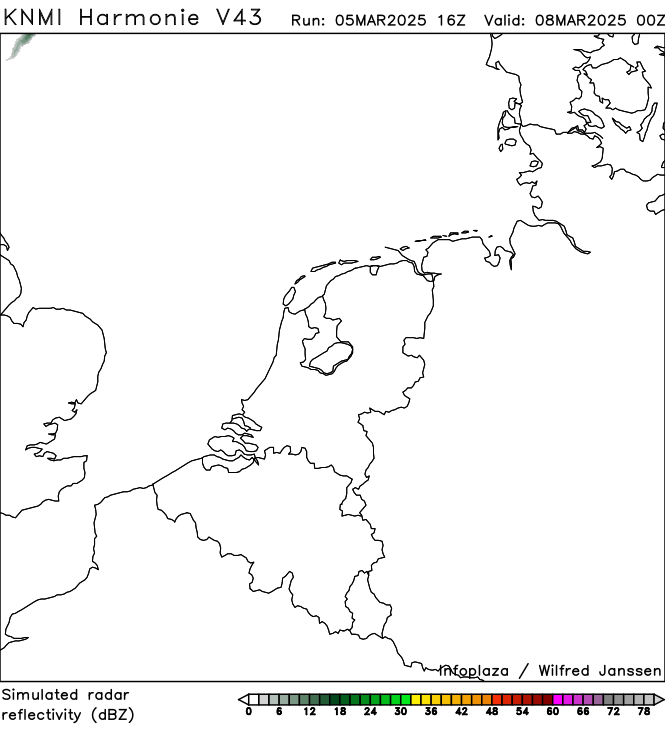 KNMI Harmonie V43 Run: 05MAR2025 16Z Valid: 08MAR2025 00Z
Infoplaza / Wilfred Janssen
Simulated radar
reflectivity (dBZ)
0 6 12 18 24 30 36 42 48 54 60 66 72 78